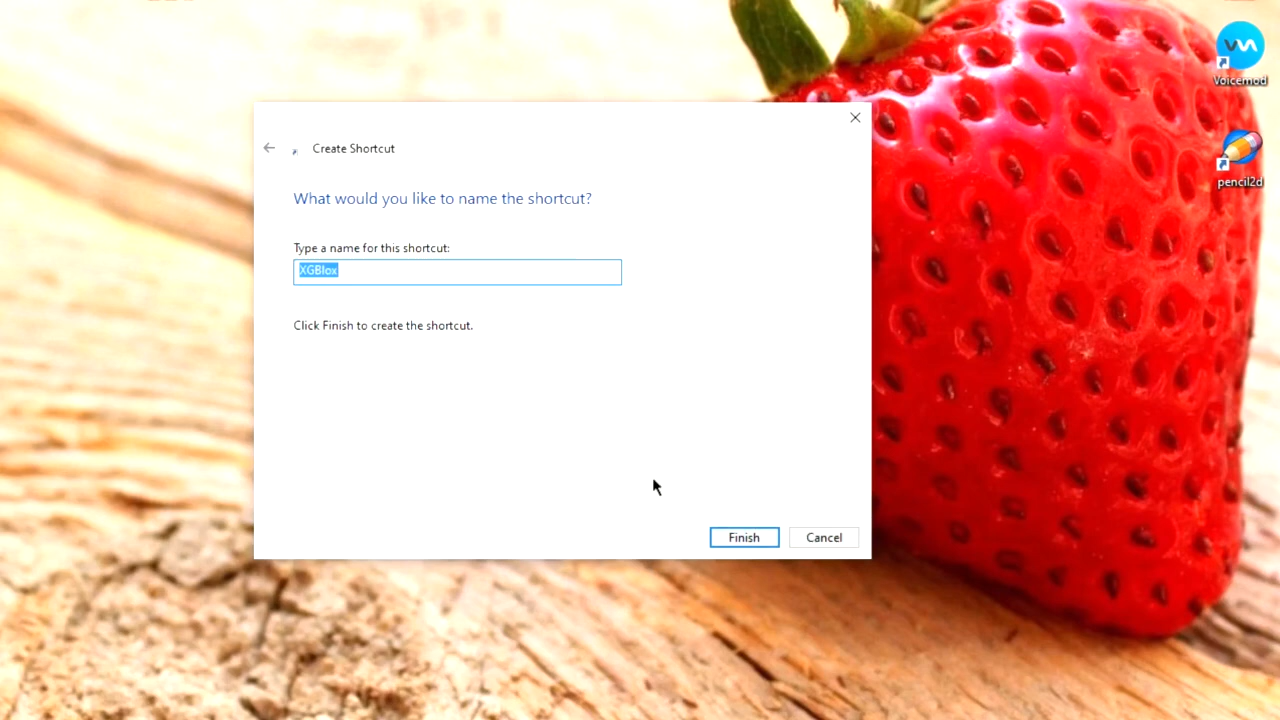 Voicemod
Create Shortcut
pencil2d
What would you like to name the shortcut?
Type a name for this shortcut:
XGBlox
Click Finish to create the shortcut.
Finish
Cancel